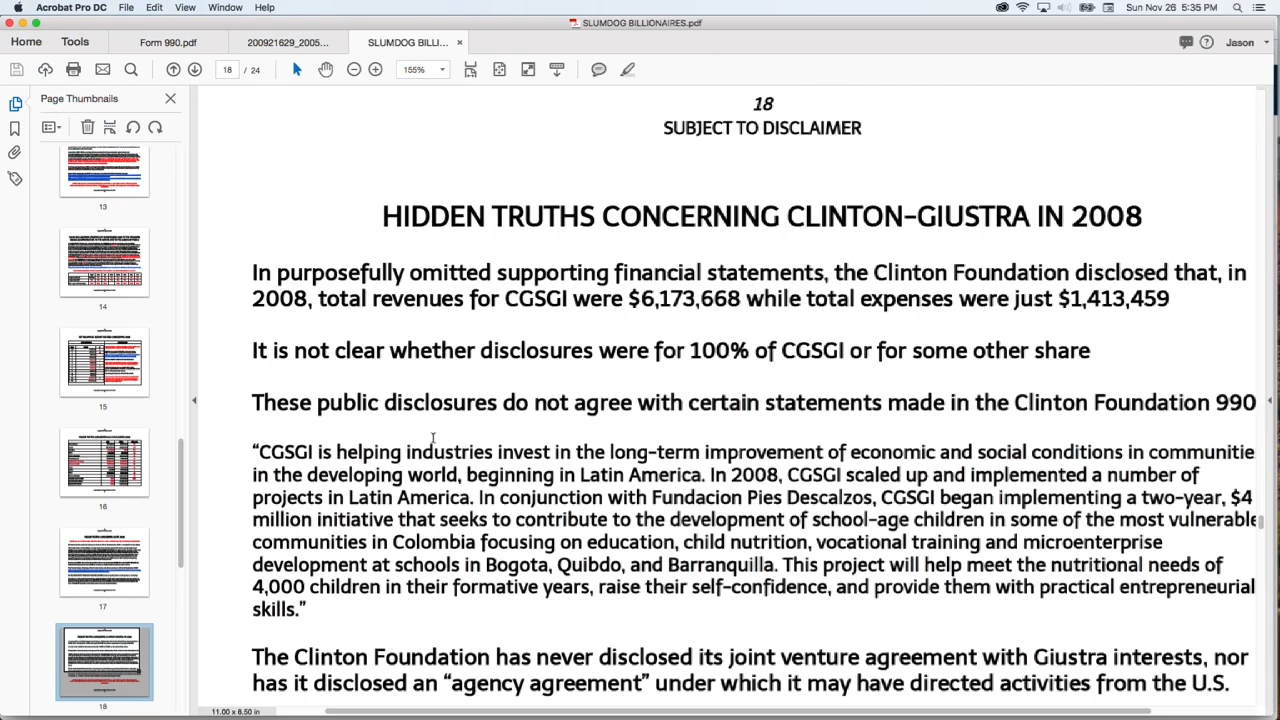 Acrobat Pro DC File Edit View Window Help Sun Nov 26 5:35 PM
SLUMDOG BILLIONAIRES.pdf
Home Tools Form 990.pdf 200921629_2005... SLUMDOG BILLI... × Jason
18 / 24 155%
Page Thumbnails
13
14
15
16
17
18
18
SUBJECT TO DISCLAIMER
HIDDEN TRUTHS CONCERNING CLINTON-GIUSTRA IN 2008
In purposefully omitted supporting financial statements, the Clinton Foundation disclosed that, in
2008, total revenues for CGSGI were $6,173,668 while total expenses were just $1,413,459
It is not clear whether disclosures were for 100% of CGSGI or for some other share
These public disclosures do not agree with certain statements made in the Clinton Foundation 990
“CGSGI is helping industries invest in the long-term improvement of economic and social conditions in communitie
in the developing world, beginning in Latin America. In 2008, CGSGI scaled up and implemented a number of
projects in Latin America. In conjunction with Fundacion Pies Descalzos, CGSGI began implementing a two-year, $4
million initiative that seeks to contribute to the development of school-age children in some of the most vulnerable
communities in Colombia focusing on education, child nutrition, vocational training and microenterprise
development at schools in Bogota, Quibdo, and Barranquilla. The project will help meet the nutritional needs of
4,000 children in their formative years, raise their self-confidence, and provide them with practical entrepreneurial
skills.”
The Clinton Foundation has never disclosed its joint venture agreement with Giustra interests, nor
has it disclosed an “agency agreement” under which it may have directed activities from the U.S.
11.00 x 8.50 in